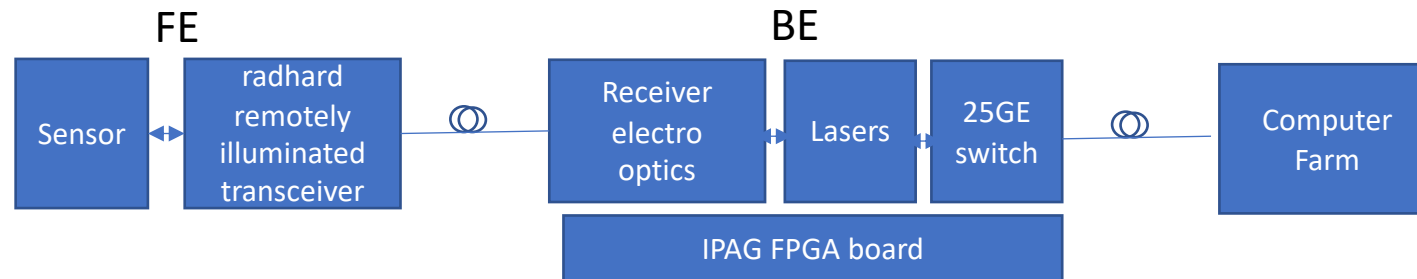 FE
BE
Sensor
radhard
remotely
illuminated
transceiver
Receiver
electro
optics
Lasers
25GE
switch
Computer
Farm
IPAG FPGA board